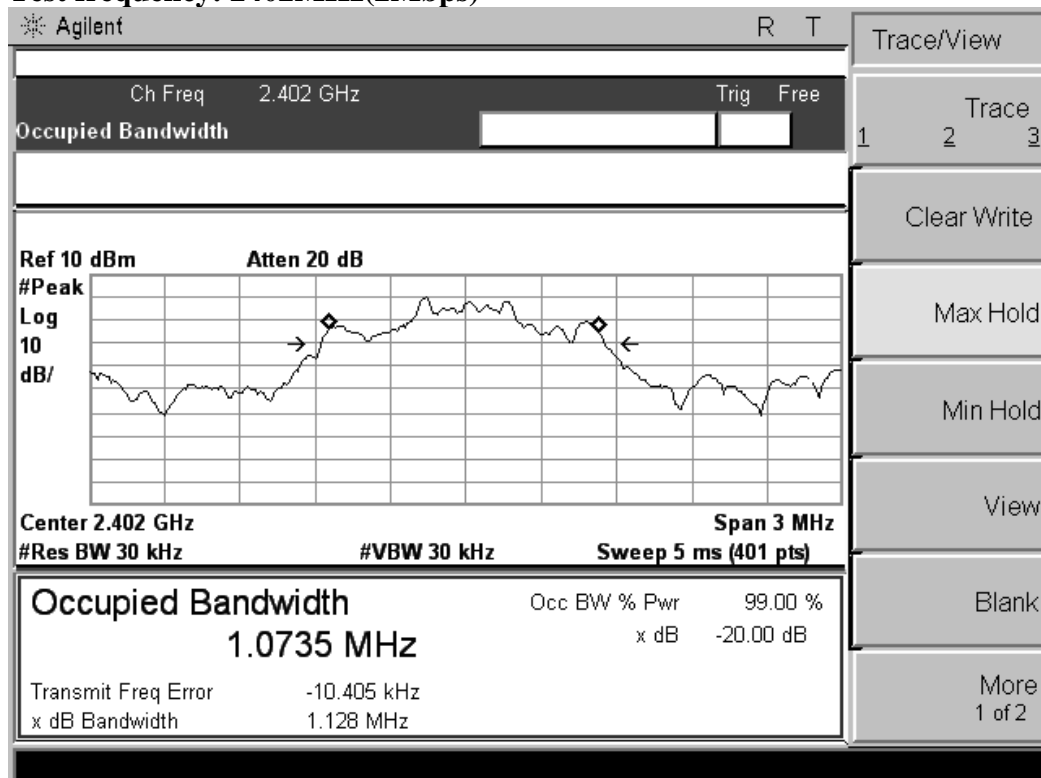 Test frequency: 2402MHz(2Mbps)
Agilent R T
Trace/View
Ch Freq 2.402 GHz Trig Free
Occupied Bandwidth
Trace
1 2 3
Clear Write
Ref 10 dBm Atten 20 dB
#Peak
Log
10
dB/
Max Hold
Min Hold
View
Center 2.402 GHz Span 3 MHz
#Res BW 30 kHz #VBW 30 kHz Sweep 5 ms (401 pts)
Occupied Bandwidth
1.0735 MHz
Occ BW % Pwr 99.00 %
x dB -20.00 dB
Transmit Freq Error -10.405 kHz
x dB Bandwidth 1.128 MHz
Blank
More
1 of 2